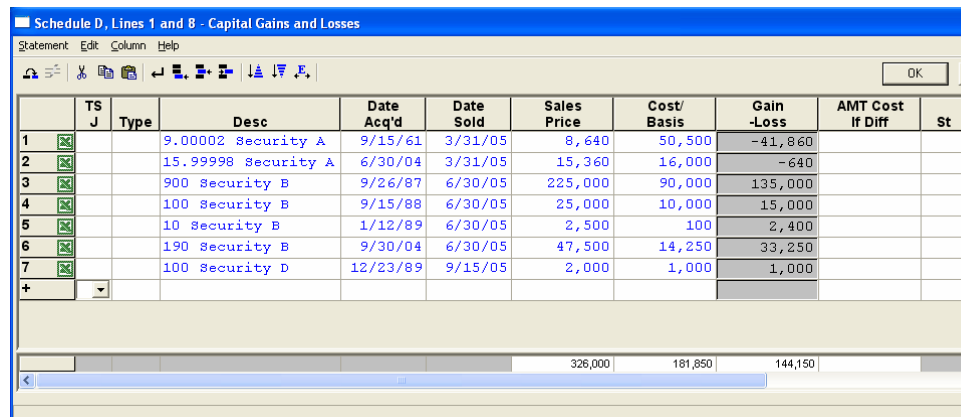 Schedule D, Lines 1 and 8 - Capital Gains and Losses
Statement Edit Column Help
OK
TS J Type Desc Date Acq'd Date Sold Sales Price Cost/ Basis Gain -Loss AMT Cost If Diff St
1 9.00002 Security A 9/15/61 3/31/05 8,640 50,500 -41,860
2 15.99998 Security A 6/30/04 3/31/05 15,360 16,000 -640
3 900 Security B 9/26/87 6/30/05 225,000 90,000 135,000
4 100 Security B 9/15/88 6/30/05 25,000 10,000 15,000
5 10 Security B 1/12/89 6/30/05 2,500 100 2,400
6 190 Security B 9/30/04 6/30/05 47,500 14,250 33,250
7 100 Security D 12/23/89 9/15/05 2,000 1,000 1,000
+
326,000 181,850 144,150